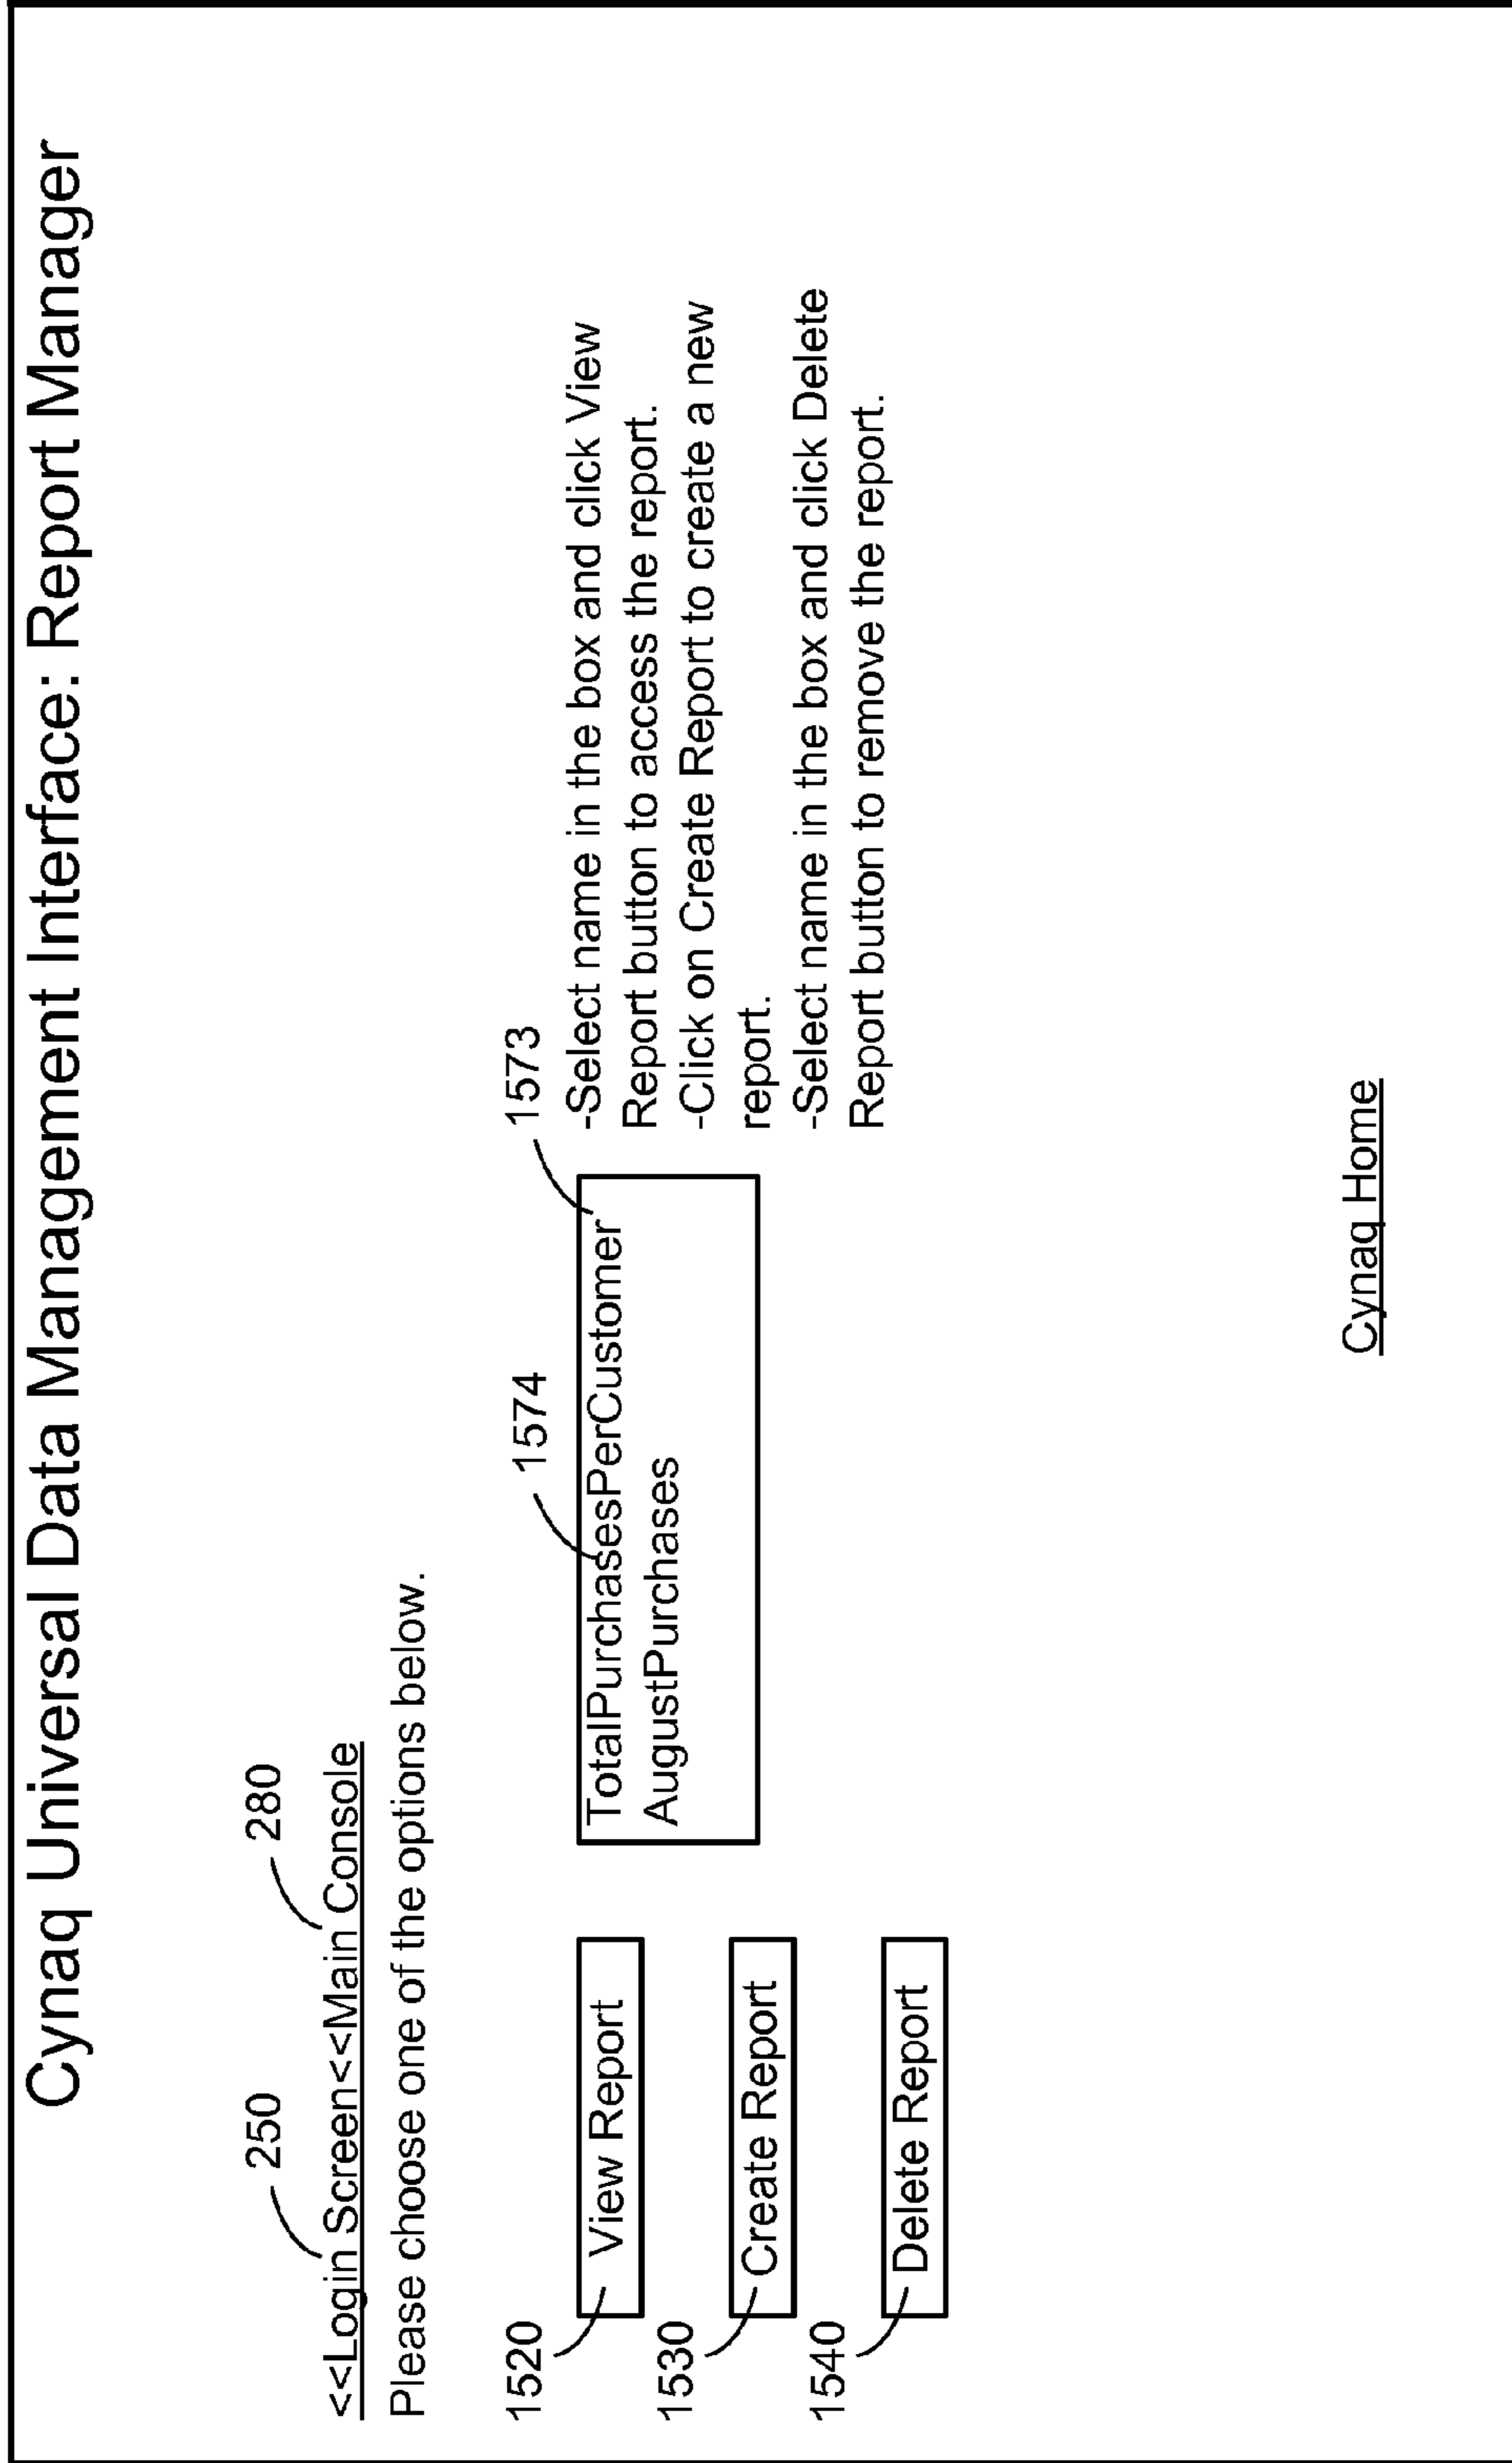 Cynaq Universal Data Management Interface: Report Manager
250
280
<<Login Screen<<Main Console
Please choose one of the options below.
1520
View Report
1530
Create Report
1540
Delete Report
1574
1573
TotalPurchasesPerCustomer
AugustPurchases
-Select name in the box and click View
Report button to access the report.
-Click on Create Report to create a new
report.
-Select name in the box and click Delete
Report button to remove the report.
Cynaq Home